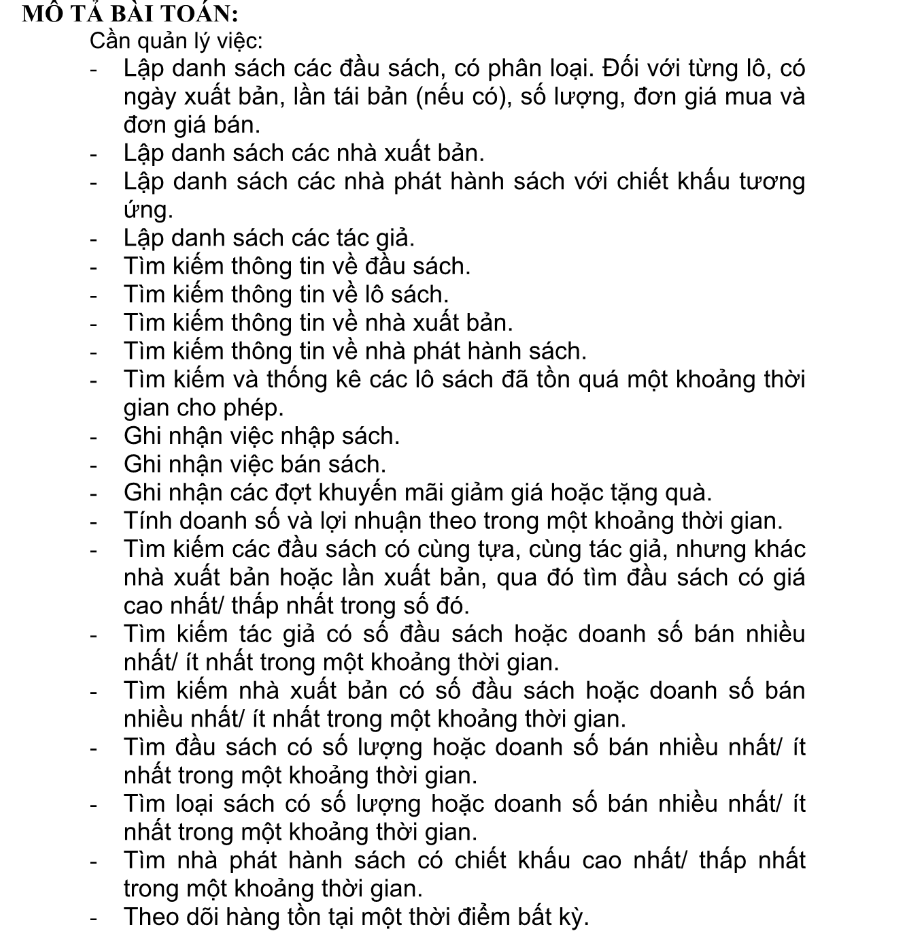 MÔ TẢ BÀI TOÁN:
Cần quản lý việc:
- Lập danh sách các đầu sách, có phân loại. Đối với từng lô, có
ngày xuất bản, lần tái bản (nếu có), số lượng, đơn giá mua và
đơn giá bán.
- Lập danh sách các nhà xuất bản.
- Lập danh sách các nhà phát hành sách với chiết khấu tương
ứng.
- Lập danh sách các tác giả.
- Tìm kiếm thông tin về đầu sách.
- Tìm kiếm thông tin về lô sách.
- Tìm kiếm thông tin về nhà xuất bản.
- Tìm kiếm thông tin về nhà phát hành sách.
- Tìm kiếm và thống kê các lô sách đã tồn quá một khoảng thời
gian cho phép.
- Ghi nhận việc nhập sách.
- Ghi nhận việc bán sách.
- Ghi nhận các đợt khuyến mãi giảm giá hoặc tặng quà.
- Tính doanh số và lợi nhuận theo trong một khoảng thời gian.
- Tìm kiếm các đầu sách có cùng tựa, cùng tác giả, nhưng khác
nhà xuất bản hoặc lần xuất bản, qua đó tìm đầu sách có giá
cao nhất/ thấp nhất trong số đó.
- Tìm kiếm tác giả có số đầu sách hoặc doanh số bán nhiều
nhất/ ít nhất trong một khoảng thời gian.
- Tìm kiếm nhà xuất bản có số đầu sách hoặc doanh số bán
nhiều nhất/ ít nhất trong một khoảng thời gian.
- Tìm đầu sách có số lượng hoặc doanh số bán nhiều nhất/ ít
nhất trong một khoảng thời gian.
- Tìm loại sách có số lượng hoặc doanh số bán nhiều nhất/ ít
nhất trong một khoảng thời gian.
- Tìm nhà phát hành sách có chiết khấu cao nhất/ thấp nhất
trong một khoảng thời gian.
- Theo dõi hàng tồn tại một thời điểm bất kỳ.